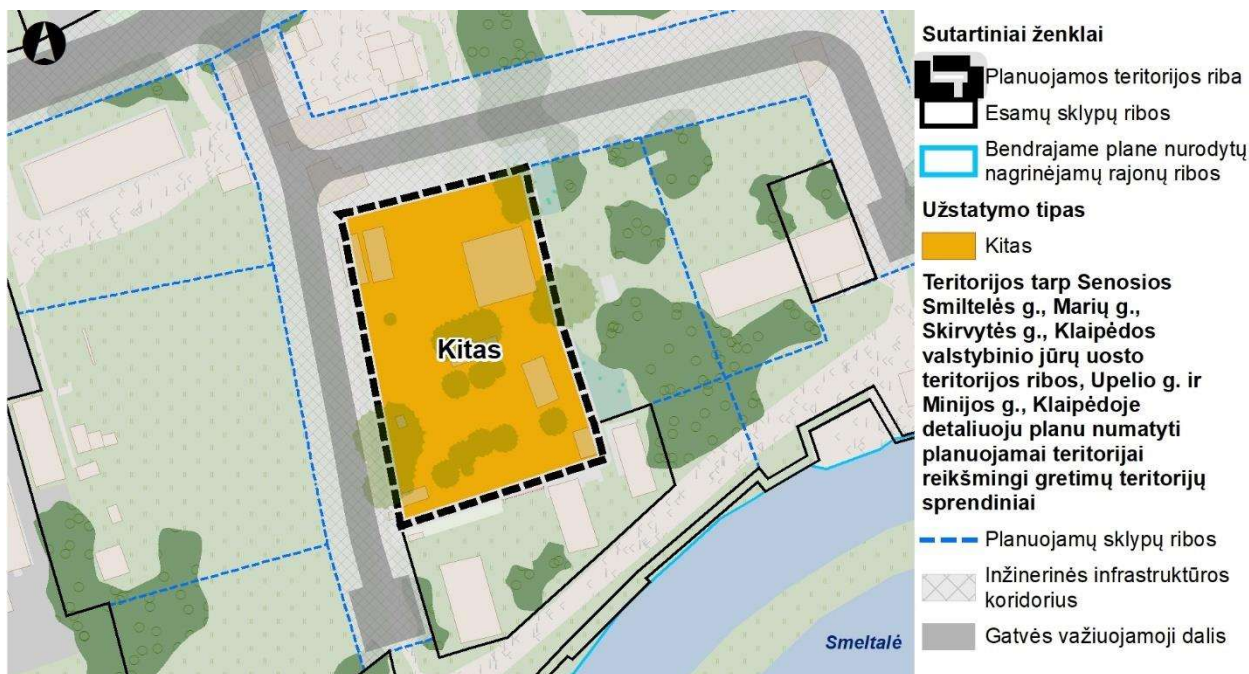 Kitas
Smeltalė
Sutartiniai ženklai
Planuojamos teritorijos riba
Esamų sklypų ribos
Bendrajame plane nurodytų
nagrinėjamų rajonų ribos
Užstatymo tipas
Kitas
Teritorijos tarp Senosios
Smiltelės g., Marių g.,
Skirvytės g., Klaipėdos
valstybinio jūrų uosto
teritorijos ribos, Upelio g. ir
Minijos g., Klaipėdoje
detaliuoju planu numatyti
planuojamai teritorijai
reikšmingi gretimų teritorijų
sprendiniai
Planuojamų sklypų ribos
Inžinerinės infrastruktūros
koridorius
Gatvės važiuojamoji dalis